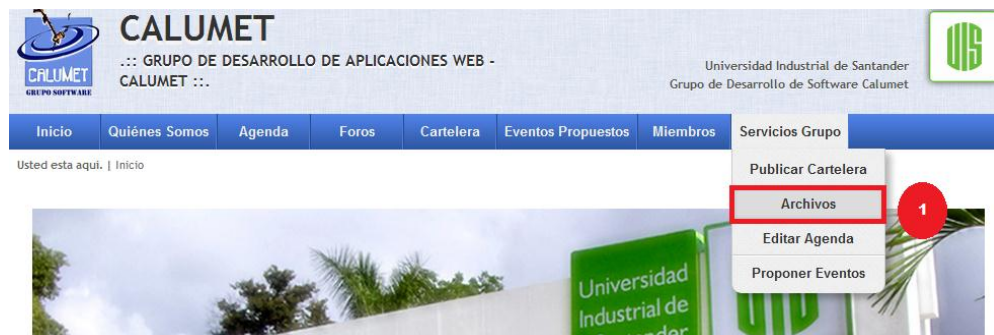 CALUMET
.:: GRUPO DE DESARROLLO DE APLICACIONES WEB -
CALUMET ::.
CALUMET
GRUPO SOFTWARE
Universidad Industrial de Santander
Grupo de Desarrollo de Software Calumet
UIS
Inicio Quiénes Somos Agenda Foros Cartelera Eventos Propuestos Miembros Servicios Grupo
Usted esta aqui. | Inicio
Publicar Cartelera
Archivos
1
Editar Agenda
Proponer Eventos
Universidad
Industrial de